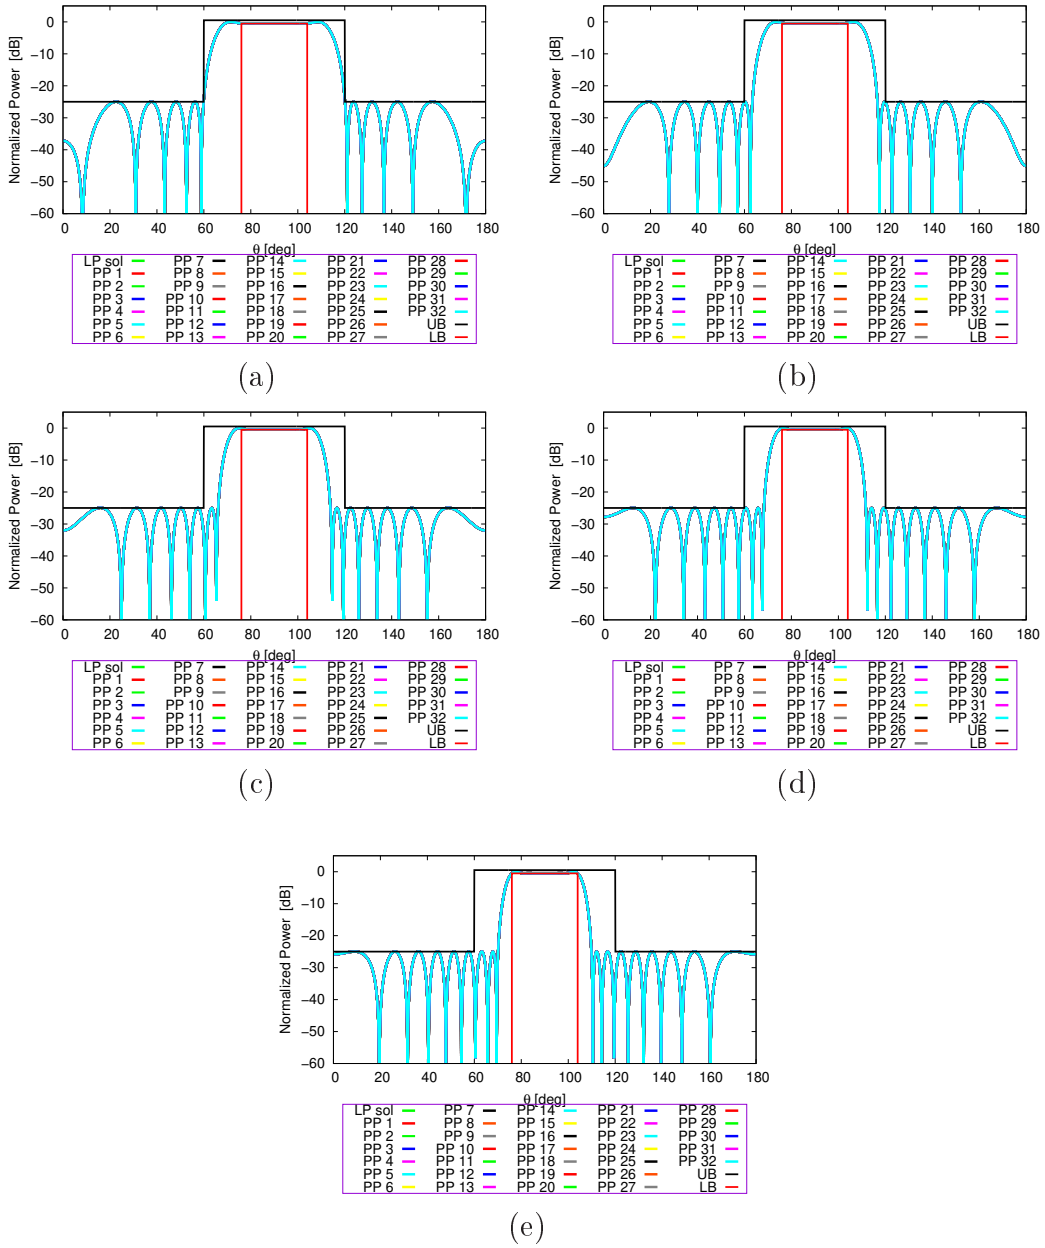 Normalized Power [dB]
0
−10
−20
−30
−40
−50
−60
0 20 40 60 80 100 120 140 160 180
θ [deg]
LP sol PP 7 PP 14 PP 21 PP 28
PP 1 PP 8 PP 15 PP 22 PP 29
PP 2 PP 9 PP 16 PP 23 PP 30
PP 3 PP 10 PP 17 PP 24 PP 31
PP 4 PP 11 PP 18 PP 25 PP 32
PP 5 PP 12 PP 19 PP 26 UB
PP 6 PP 13 PP 20 PP 27 LB
(a)
Normalized Power [dB]
0
−10
−20
−30
−40
−50
−60
0 20 40 60 80 100 120 140 160 180
θ [deg]
LP sol PP 7 PP 14 PP 21 PP 28
PP 1 PP 8 PP 15 PP 22 PP 29
PP 2 PP 9 PP 16 PP 23 PP 30
PP 3 PP 10 PP 17 PP 24 PP 31
PP 4 PP 11 PP 18 PP 25 PP 32
PP 5 PP 12 PP 19 PP 26 UB
PP 6 PP 13 PP 20 PP 27 LB
(b)
Normalized Power [dB]
0
−10
−20
−30
−40
−50
−60
0 20 40 60 80 100 120 140 160 180
θ [deg]
LP sol PP 7 PP 14 PP 21 PP 28
PP 1 PP 8 PP 15 PP 22 PP 29
PP 2 PP 9 PP 16 PP 23 PP 30
PP 3 PP 10 PP 17 PP 24 PP 31
PP 4 PP 11 PP 18 PP 25 PP 32
PP 5 PP 12 PP 19 PP 26 UB
PP 6 PP 13 PP 20 PP 27 LB
(c)
Normalized Power [dB]
0
−10
−20
−30
−40
−50
−60
0 20 40 60 80 100 120 140 160 180
θ [deg]
LP sol PP 7 PP 14 PP 21 PP 28
PP 1 PP 8 PP 15 PP 22 PP 29
PP 2 PP 9 PP 16 PP 23 PP 30
PP 3 PP 10 PP 17 PP 24 PP 31
PP 4 PP 11 PP 18 PP 25 PP 32
PP 5 PP 12 PP 19 PP 26 UB
PP 6 PP 13 PP 20 PP 27 LB
(d)
Normalized Power [dB]
0
−10
−20
−30
−40
−50
−60
0 20 40 60 80 100 120 140 160 180
θ [deg]
LP sol PP 7 PP 14 PP 21 PP 28
PP 1 PP 8 PP 15 PP 22 PP 29
PP 2 PP 9 PP 16 PP 23 PP 30
PP 3 PP 10 PP 17 PP 24 PP 31
PP 4 PP 11 PP 18 PP 25 PP 32
PP 5 PP 12 PP 19 PP 26 UB
PP 6 PP 13 PP 20 PP 27 LB
(e)